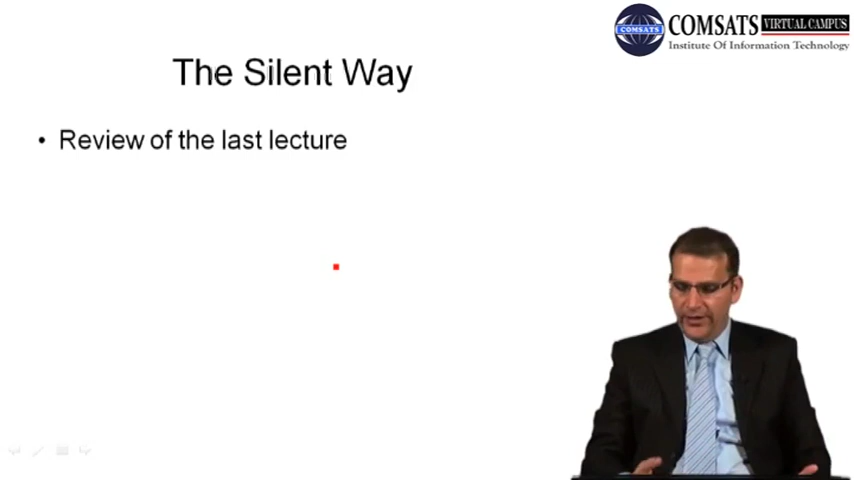 COMSATS VIRTUAL CAMPUS
Institute Of Information Technology
COMSATS
The Silent Way
• Review of the last lecture